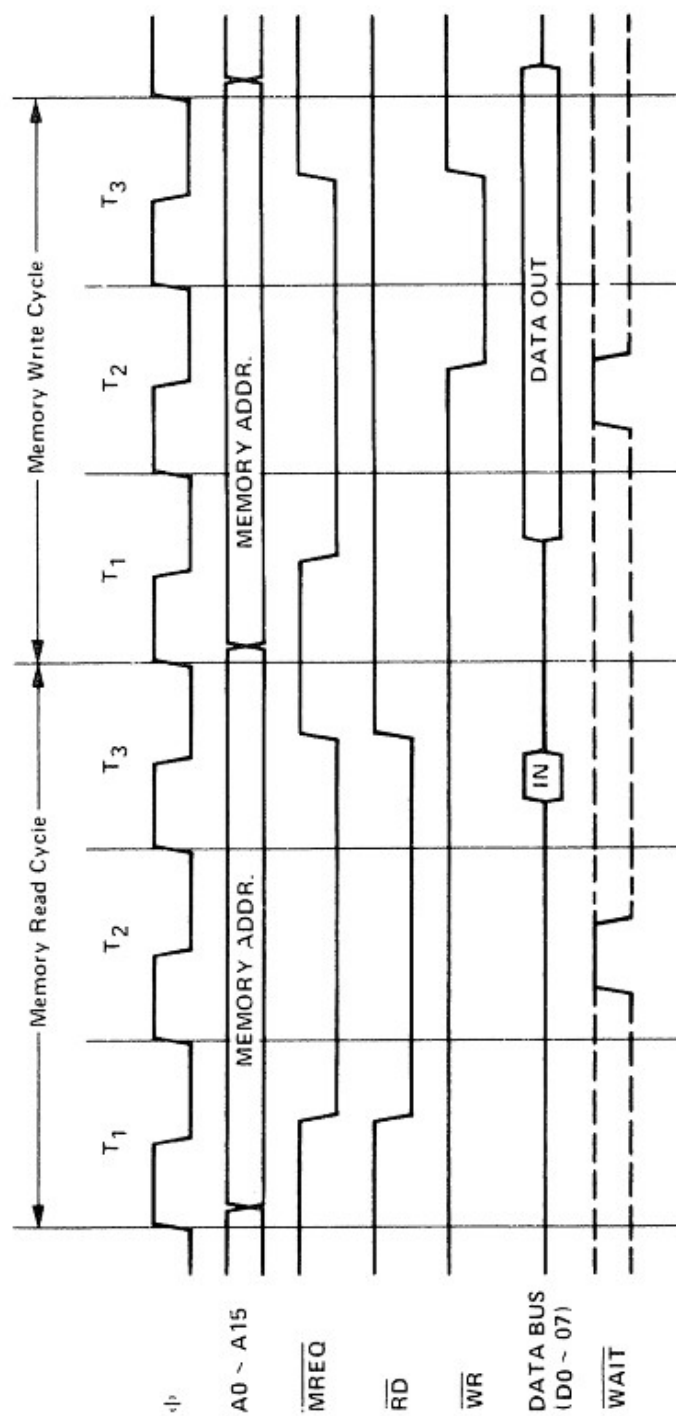 Memory Read Cycle
Memory Write Cycle
T1
T2
T3
T1
T2
T3
Φ
A0 ~ A15
MEMORY ADDR.
MEMORY ADDR.
MREQ
RD
WR
DATA BUS
(D0 ~ 07)
IN
DATA OUT
WAIT